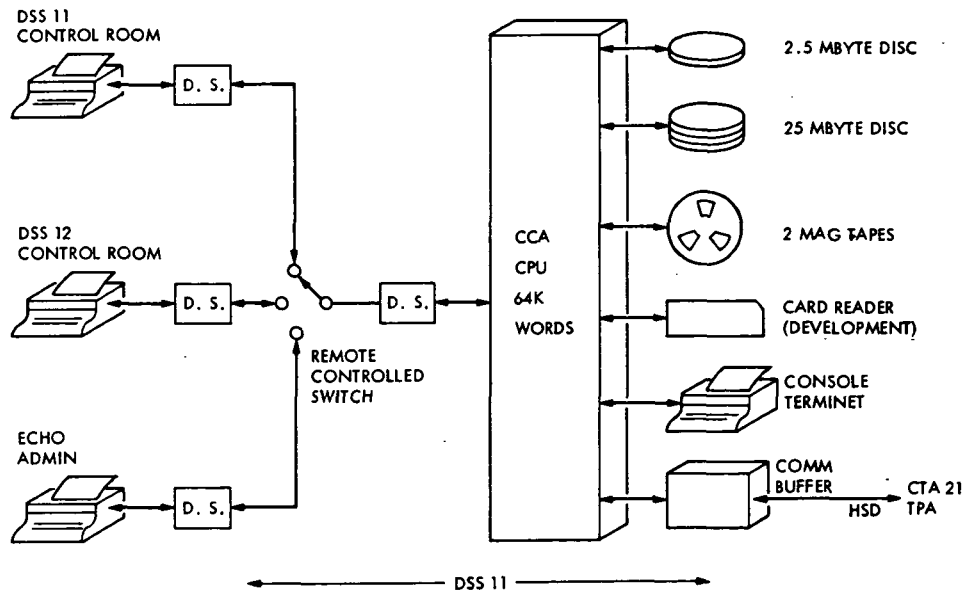 DSS 11
CONTROL ROOM
D. S.
DSS 12
CONTROL ROOM
D. S.
D. S.
REMOTE
CONTROLLED
SWITCH
ECHO
ADMIN
D. S.
CCA
CPU
64K
WORDS
2.5 MBYTE DISC
25 MBYTE DISC
2 MAG TAPES
CARD READER
(DEVELOPMENT)
CONSOLE
TERMINET
COMM
BUFFER
HSD
CTA 21
TPA
DSS 11